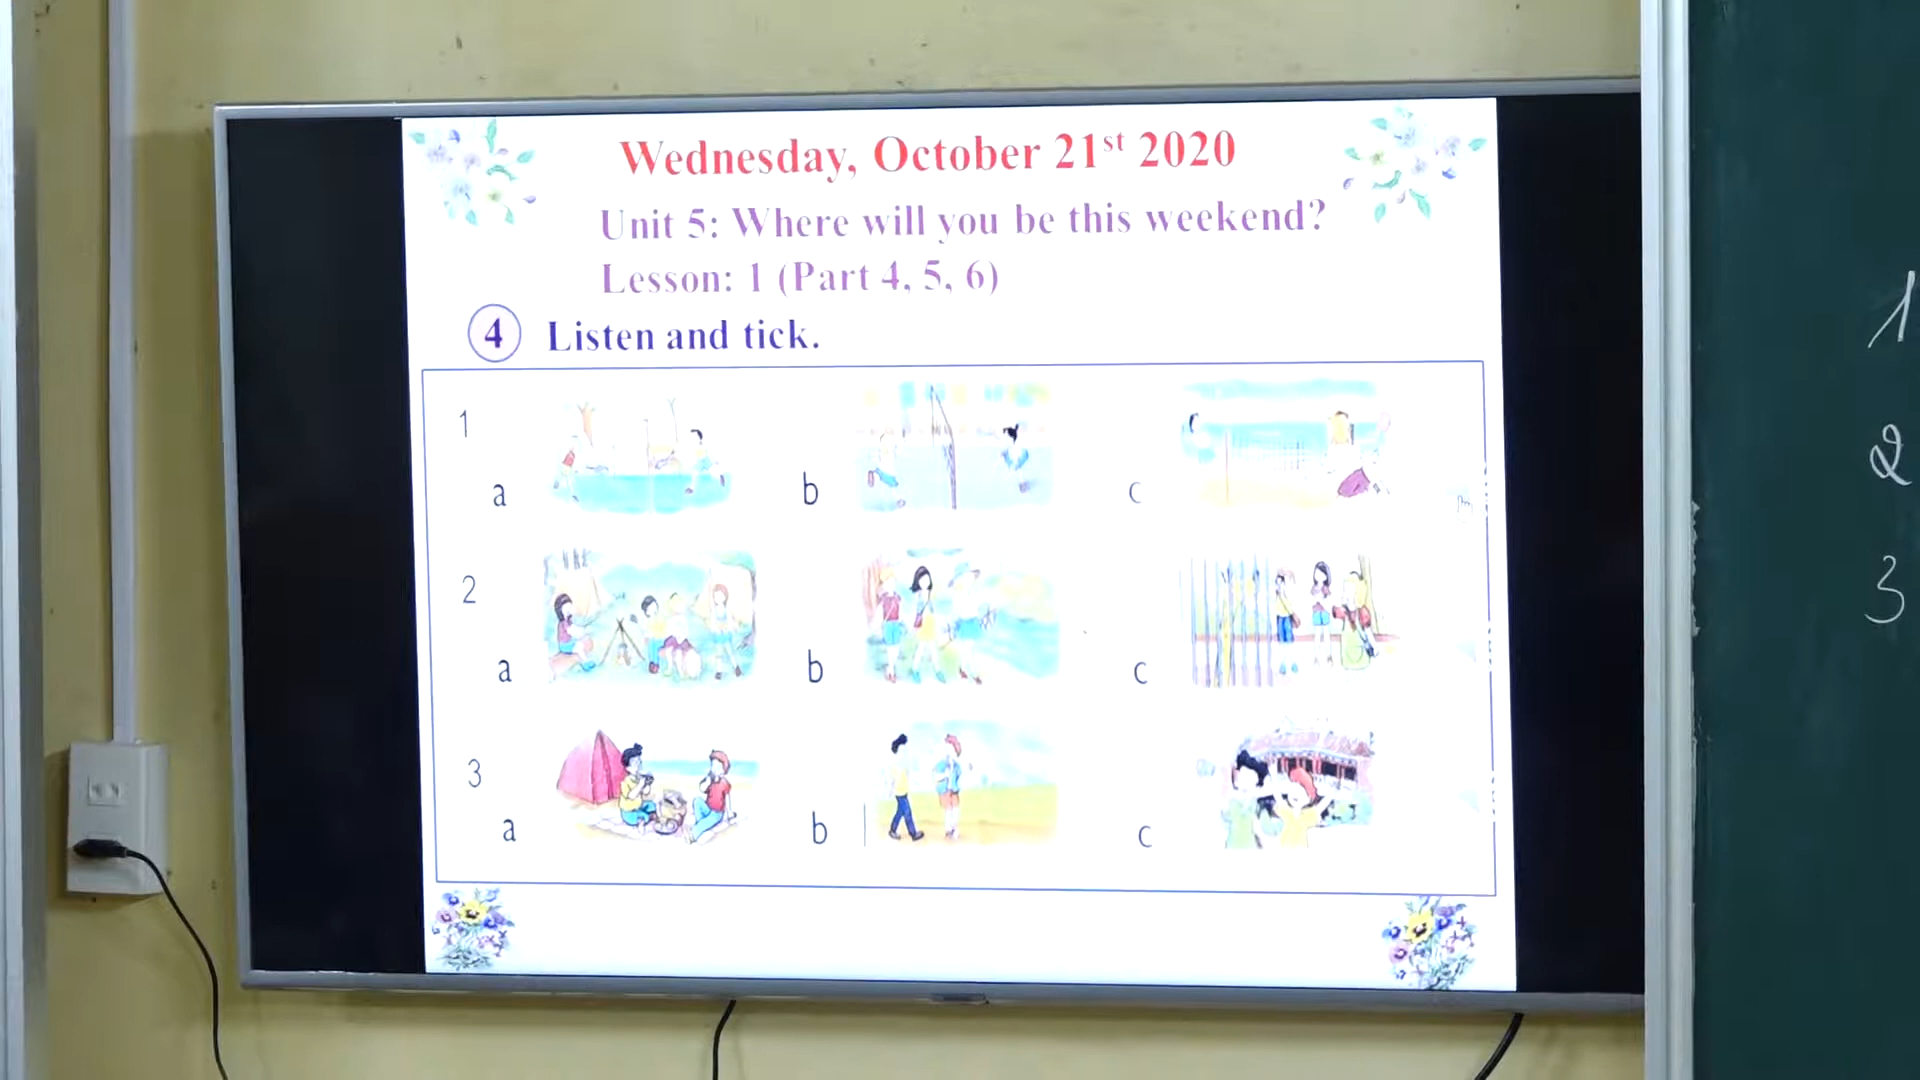 Wednesday, October 21st 2020
Unit 5: Where will you be this weekend?
Lesson: 1 (Part 4, 5, 6)
4 Listen and tick.
1
a b c
2
a b c
3
a b c
1
2
3